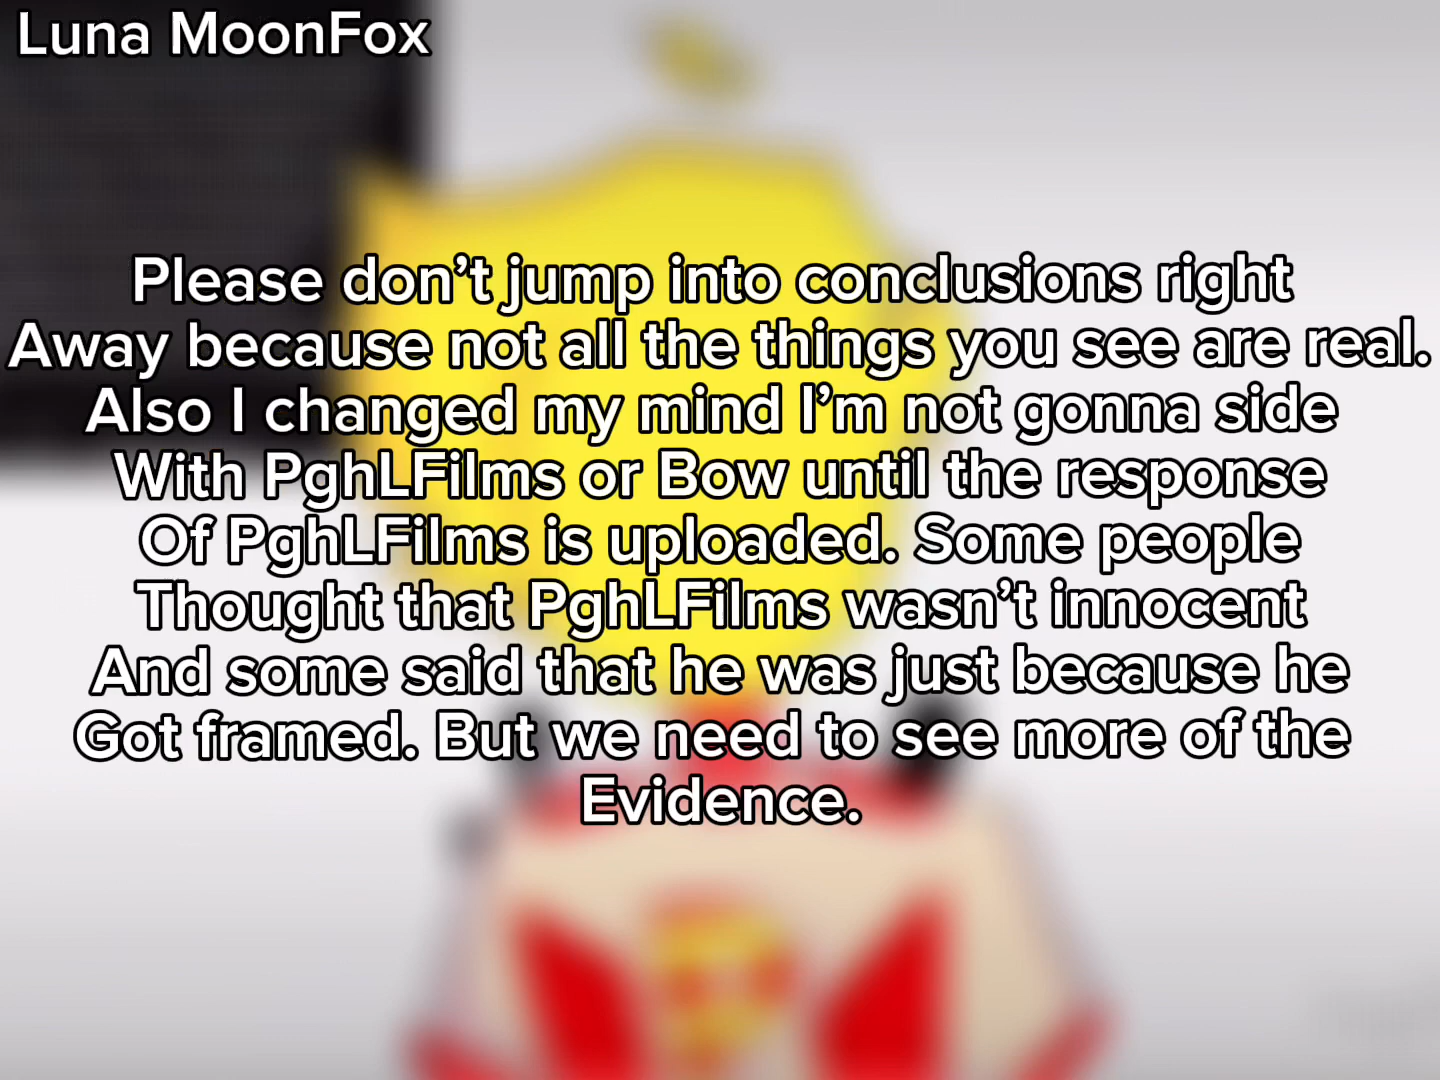 Luna MoonFox
Please don’t jump into conclusions right
Away because not all the things you see are real.
Also I changed my mind I’m not gonna side
With PghLFilms or Bow until the response
Of PghLFilms is uploaded. Some people
Thought that PghLFilms wasn’t innocent
And some said that he was just because he
Got framed. But we need to see more of the
Evidence.